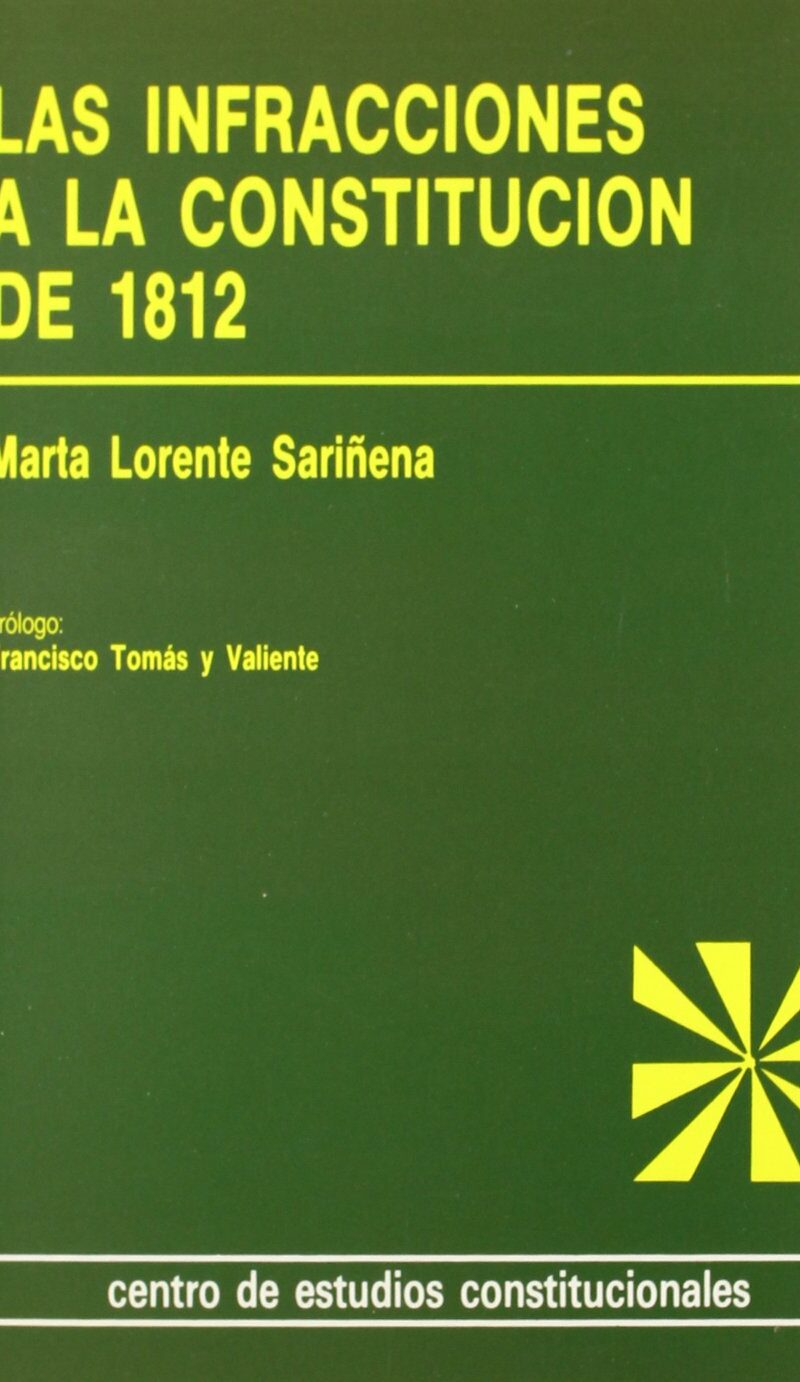 LAS INFRACCIONES
A LA CONSTITUCION
DE 1812
Marta Lorente Sariñena
rólogo:
rancisco Tomás y Valiente
centro de estudios constitucionales